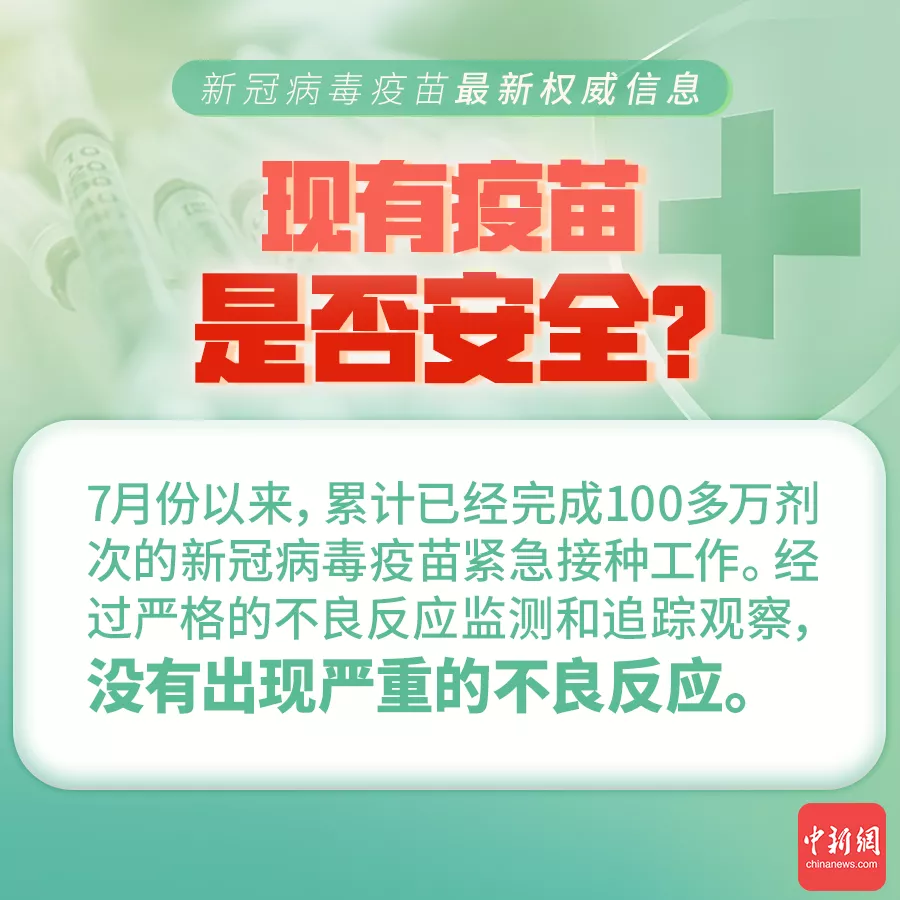 新冠病毒疫苗最新权威信息
10
20
30
40
现有疫苗
是否安全?
7月份以来，累计已经完成100多万剂
次的新冠病毒疫苗紧急接种工作。经
过严格的不良反应监测和追踪观察，
没有出现严重的不良反应。
中新網
chinanews.com